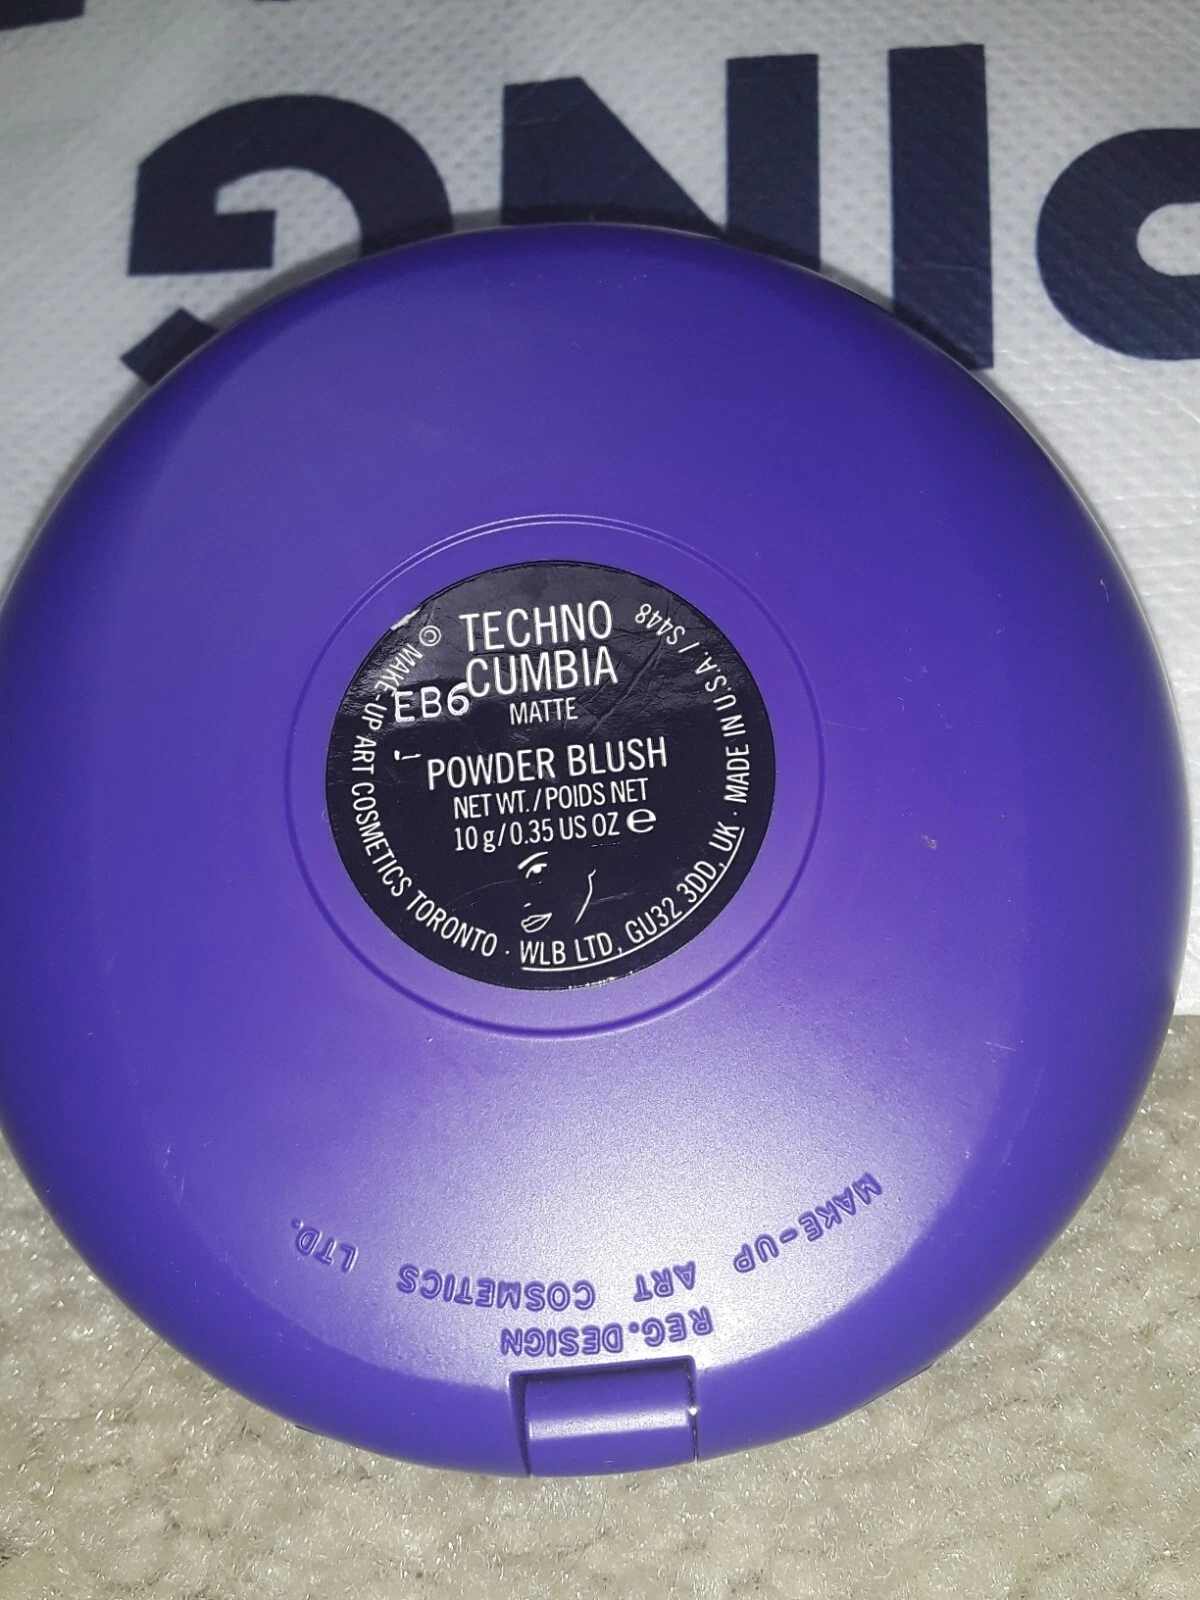 PING
TECHNO
CUMBIA
MATTE
EB6
POWDER BLUSH
NET WT./POIDS NET
10 g/0.35 US OZ e
© MAKE-UP ART COSMETICS TORONTO · WLB LTD, GU32 3DD, UK · MADE IN U.S.A. / S448
MAKE-UP ART COSMETICS LTD.
REG. DESIGN